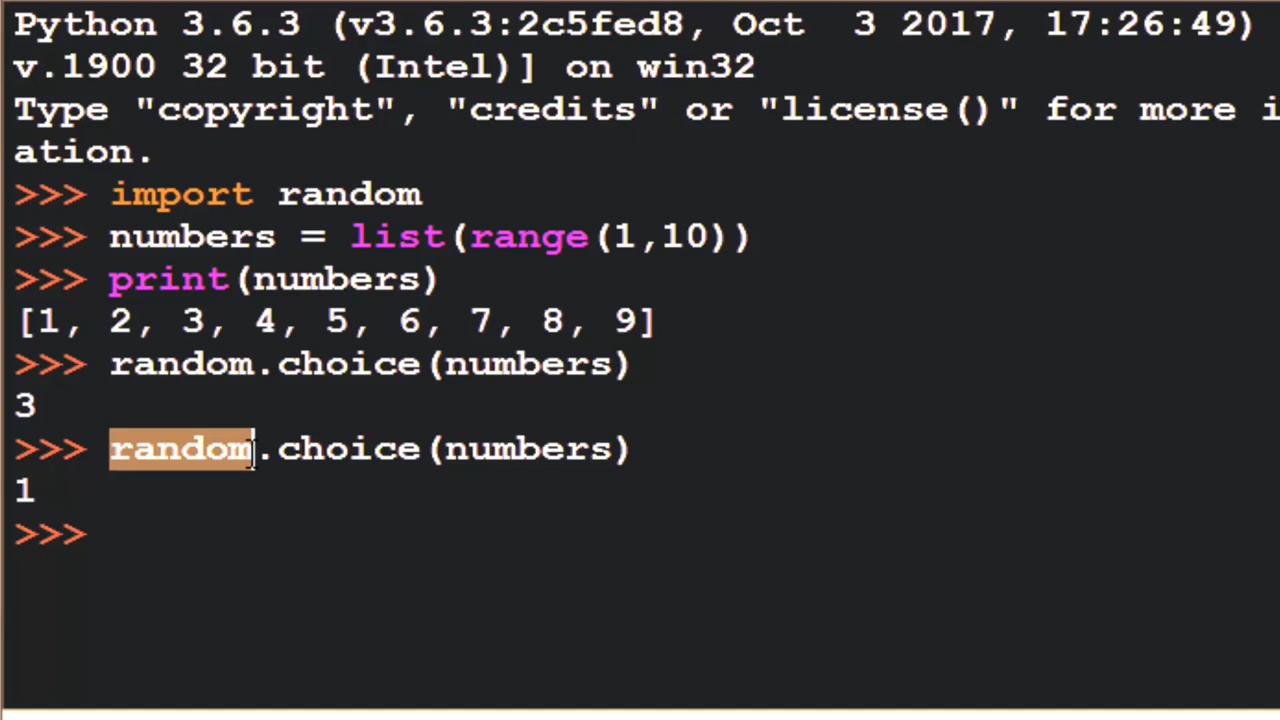 Python 3.6.3 (v3.6.3:2c5fed8, Oct  3 2017, 17:26:49)
v.1900 32 bit (Intel)] on win32
Type "copyright", "credits" or "license()" for more i
ation.
>>> import random
>>> numbers = list(range(1,10))
>>> print(numbers)
[1, 2, 3, 4, 5, 6, 7, 8, 9]
>>> random.choice(numbers)
3
>>> random.choice(numbers)
1
>>>